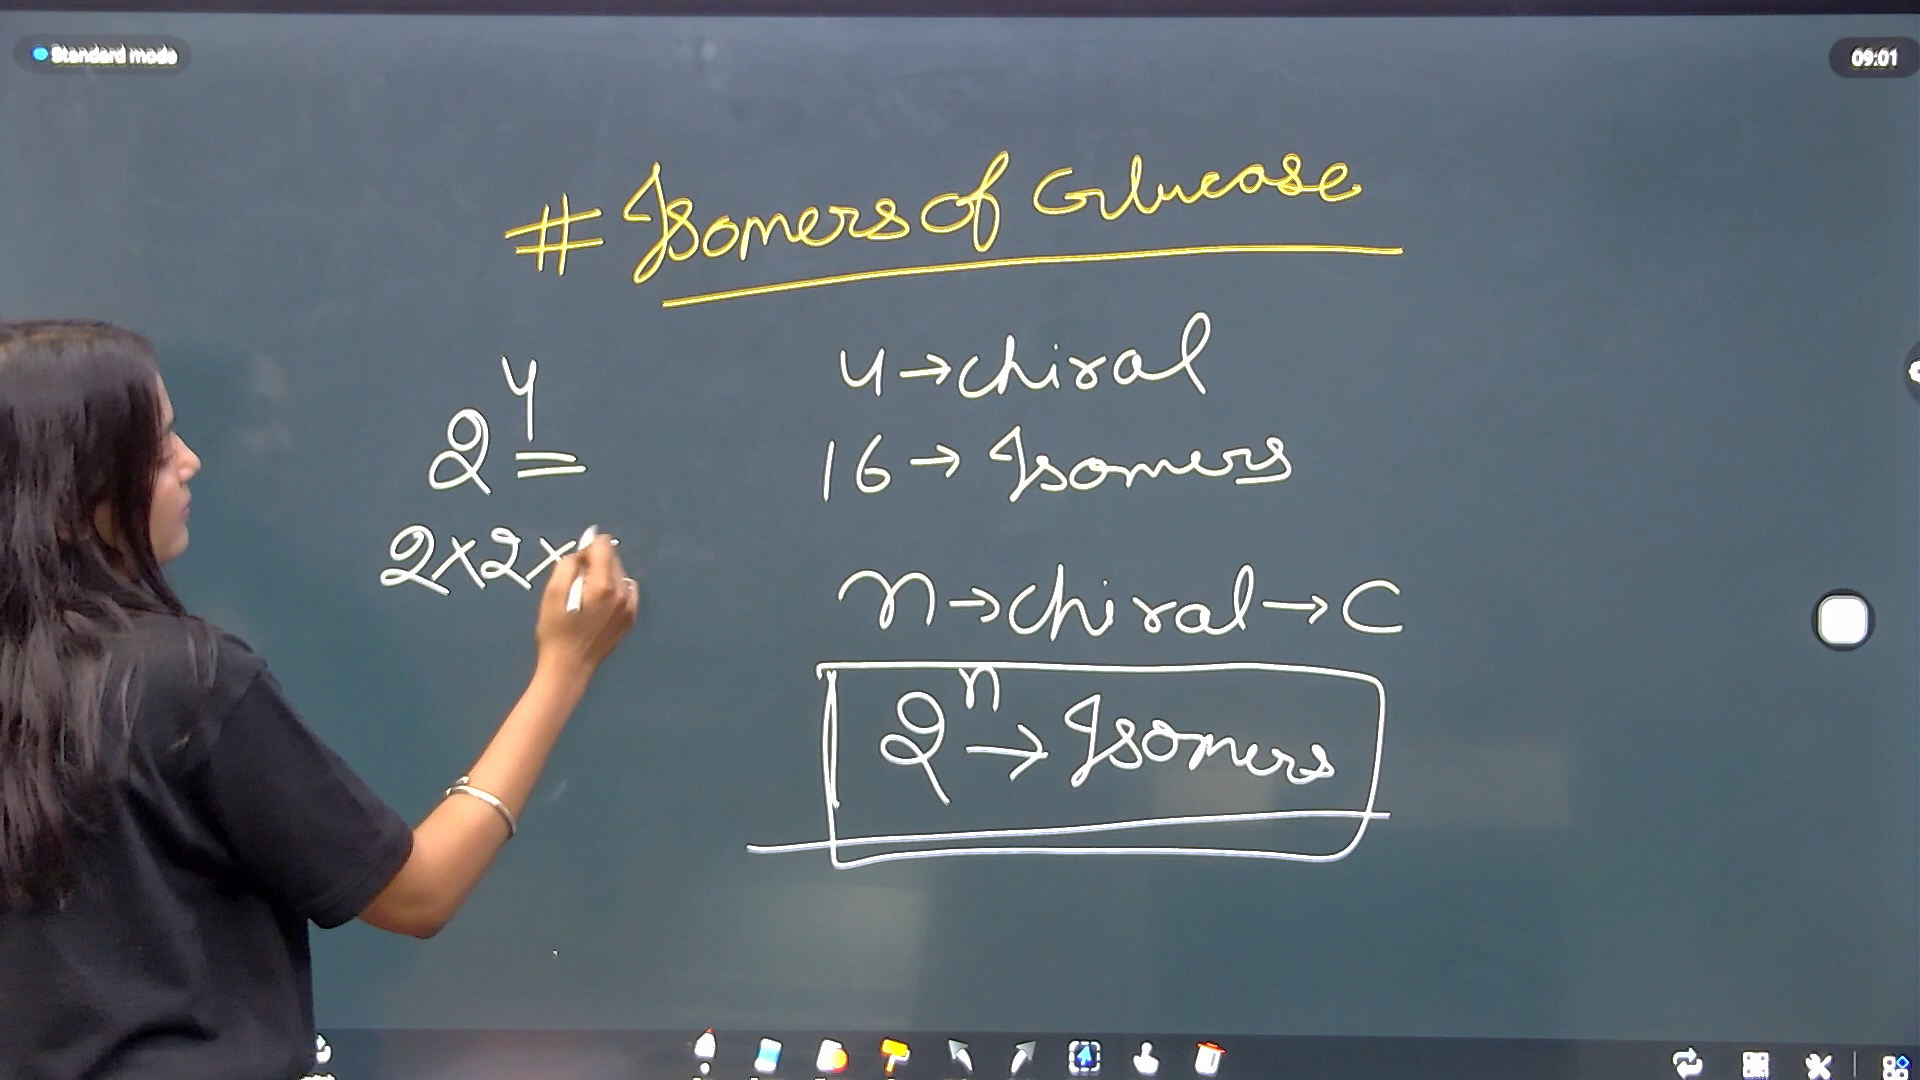 Standard mode
09:01
# Isomers of Glucose
4→chiral
2⁴=
16→Isomers
2×2×
n→chiral→C
2ⁿ→Isomers